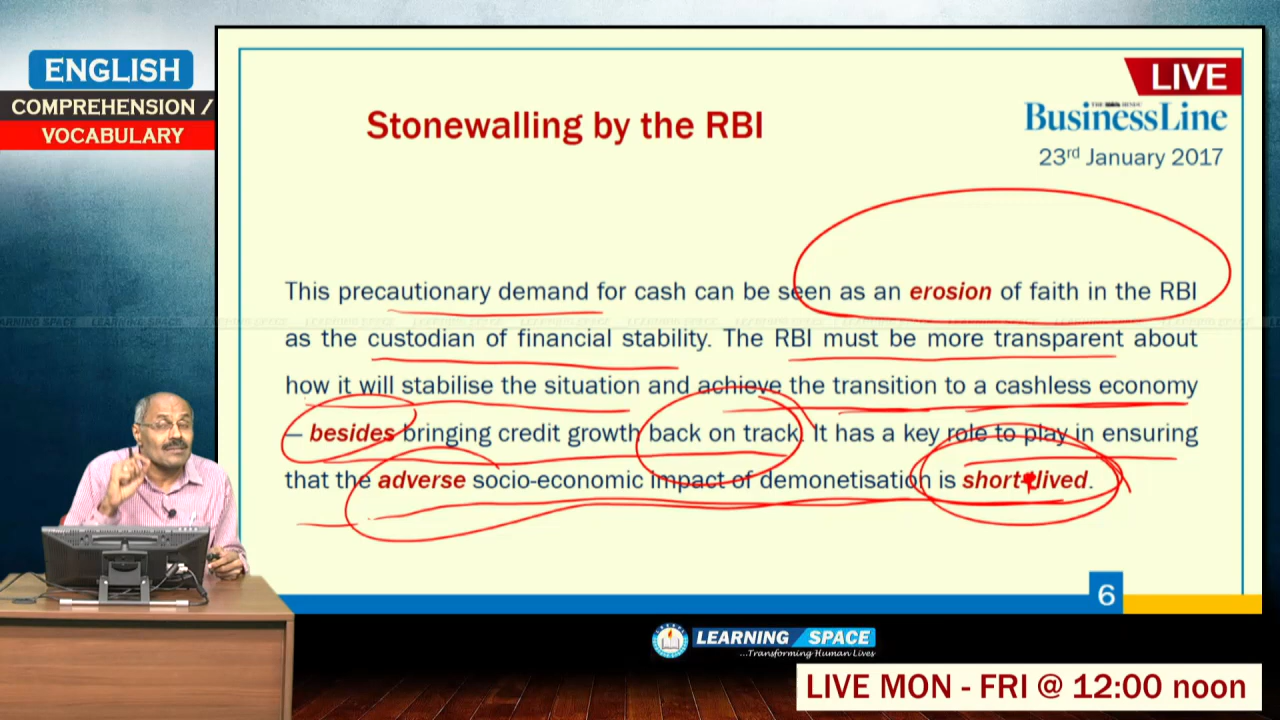 ENGLISH
COMPREHENSION /
VOCABULARY
LIVE
Stonewalling by the RBI
BusinessLine
23rd January 2017
This precautionary demand for cash can be seen as an erosion of faith in the RBI
as the custodian of financial stability. The RBI must be more transparent about
how it will stabilise the situation and achieve the transition to a cashless economy
— besides bringing credit growth back on track. It has a key role to play in ensuring
that the adverse socio-economic impact of demonetisation is short-lived.
6
LEARNING SPACE
...Transforming Human Lives
LIVE MON - FRI @ 12:00 noon